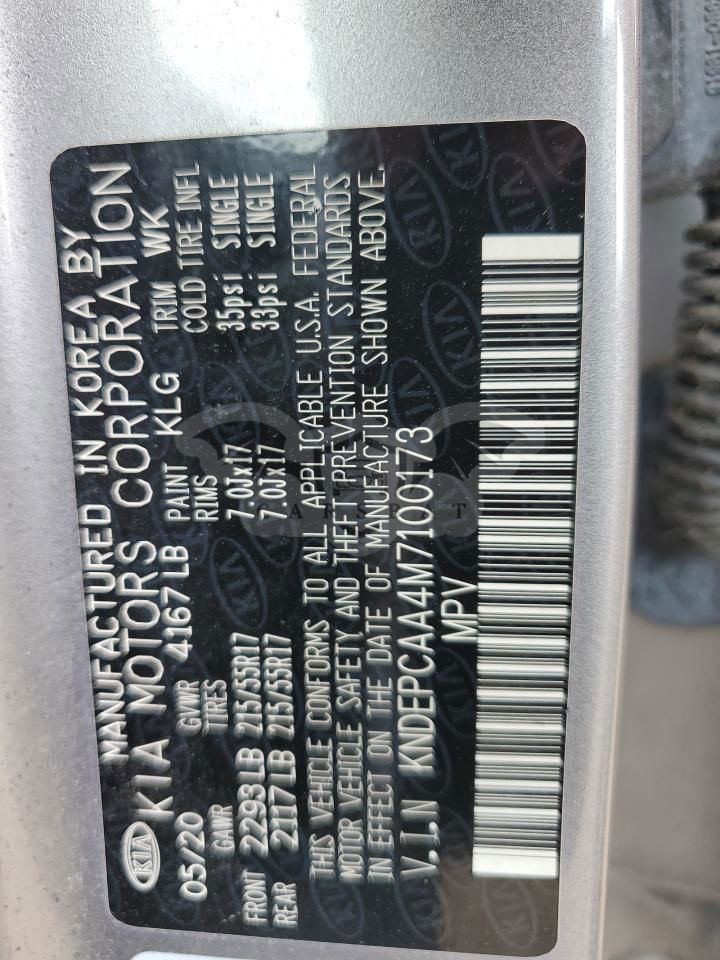 MANUFACTURED IN KOREA BY
KIA KIA MOTORS CORPORATION
05/20 GVWR 4167LB PAINT KLG TRIM WK
GAWR TIRES RIMS COLD TIRE INFL
FRONT 2293LB 215/55R17 7.0Jx17 35psi SINGLE
REAR 2117LB 215/55R17 7.0Jx17 33psi SINGLE
THIS VEHICLE CONFORMS TO ALL APPLICABLE U.S.A. FEDERAL
MOTOR VEHICLE SAFETY,AND THEFT PREVENTION STANDARDS
IN EFFECT ON THE DATE OF MANUFACTURE SHOWN ABOVE.
V.I.N KNDEPCAA4M7100173
MPV